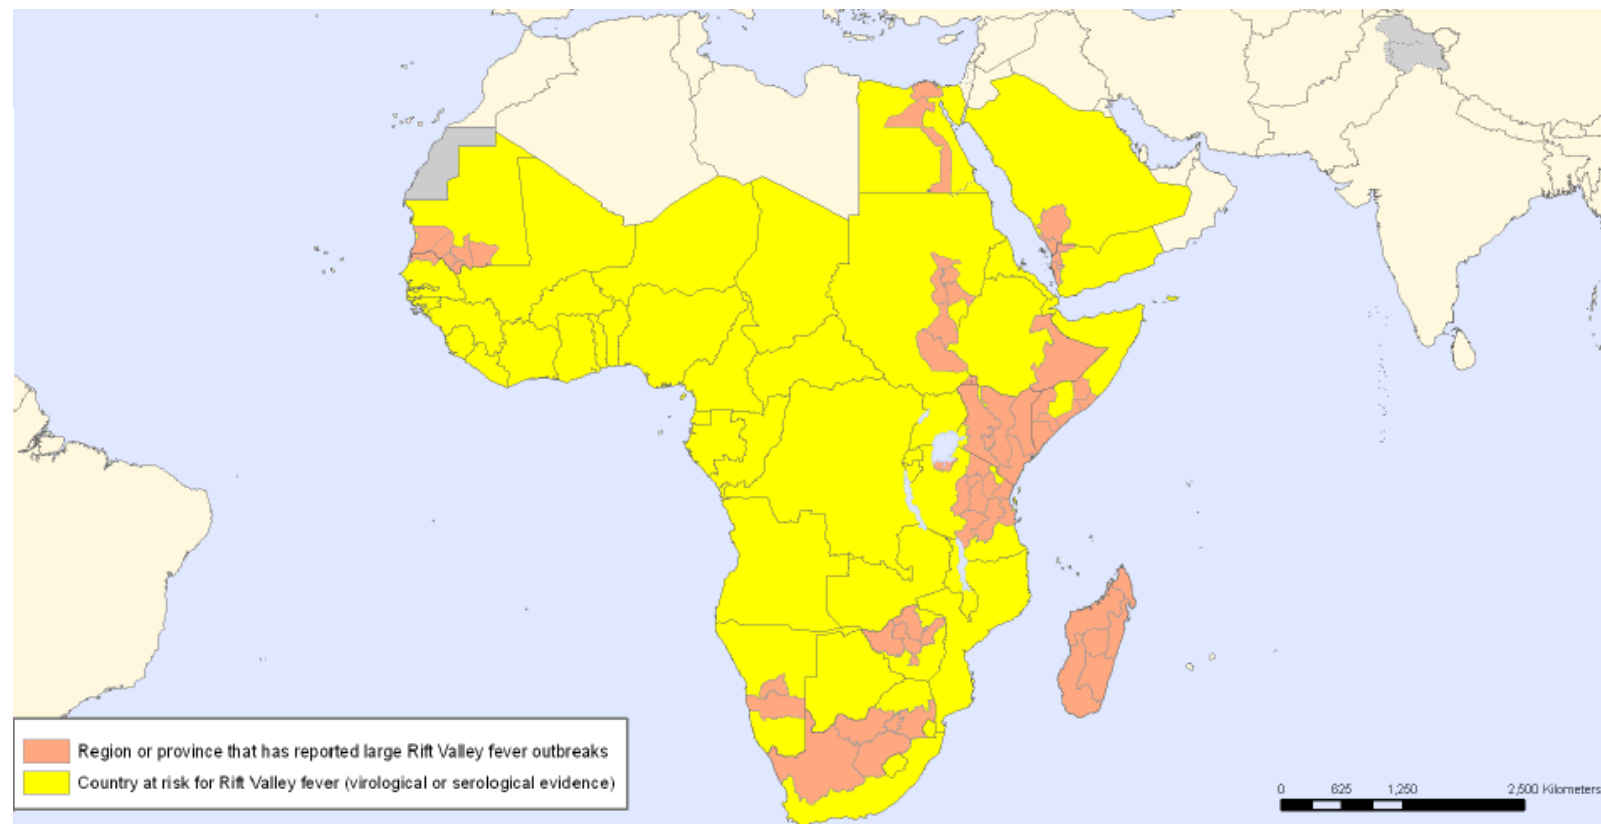 Region or province that has reported large Rift Valley fever outbreaks
Country at risk for Rift Valley fever (virological or serological evidence)
0 625 1,250 2,500 Kilometers